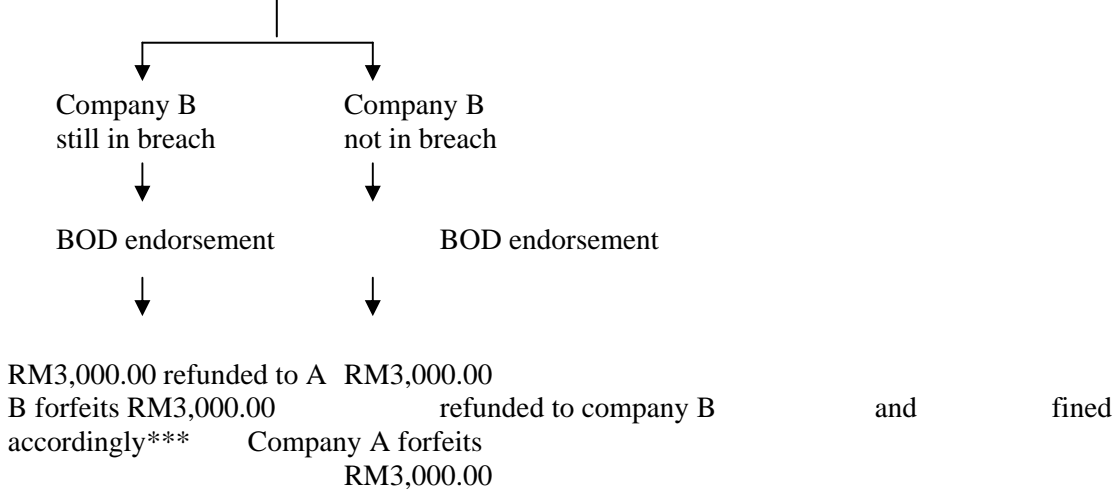 Company B Company B
still in breach not in breach
BOD endorsement BOD endorsement
RM3,000.00 refunded to A RM3,000.00
B forfeits RM3,000.00 refunded to company B and fined
accordingly*** Company A forfeits
RM3,000.00